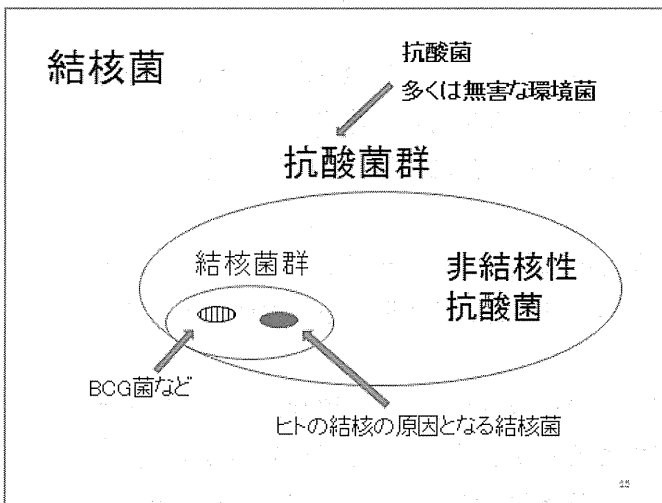 結核菌
抗酸菌
多くは無害な環境菌
抗酸菌群
結核菌群
非結核性
抗酸菌
BCG菌など
ヒトの結核の原因となる結核菌